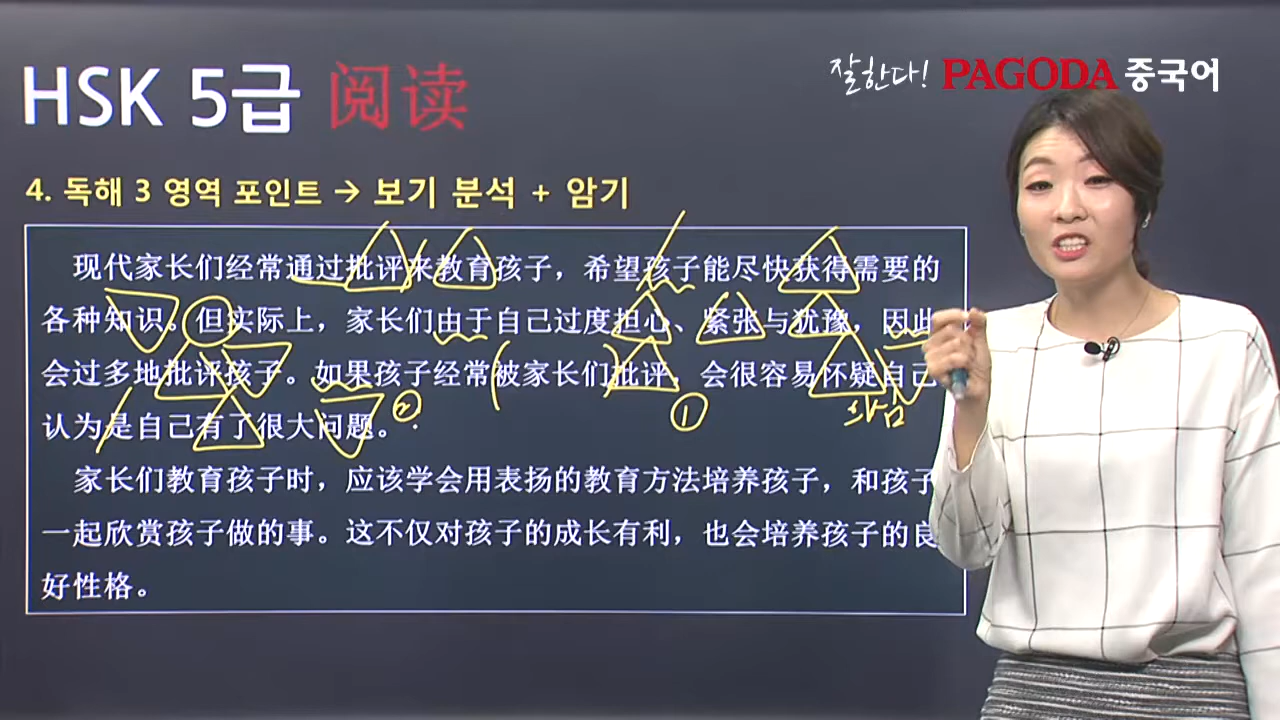 잘한다! PAGODA 중국어
HSK 5급 阅读
4. 독해 3 영역 포인트 → 보기 분석 + 암기
现代家长们经常通过批评来教育孩子，希望孩子能尽快获得需要的
各种知识。但实际上，家长们由于自己过度担心、紧张与犹豫，因此
会过多地批评孩子。如果孩子经常被家长们批评，会很容易怀疑自己
认为是自己有了很大问题。
② ①
家长们教育孩子时，应该学会用表扬的教育方法培养孩子，和孩子
一起欣赏孩子做的事。这不仅对孩子的成长有利，也会培养孩子的良
好性格。